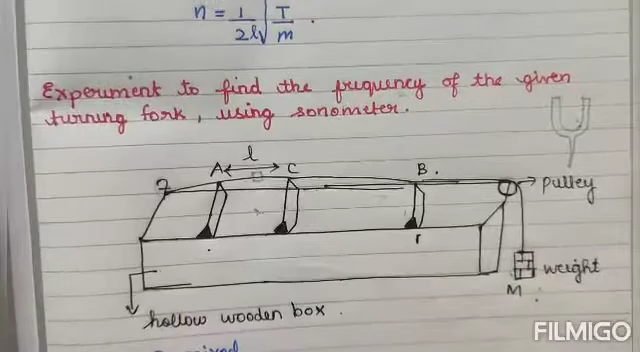 n = 1/2l √T/m .
Experiment to find the frequency of the given
turning fork, using sonometer.
l
A C B.
pulley
weight
M .
hollow wooden box .
FILMIGO